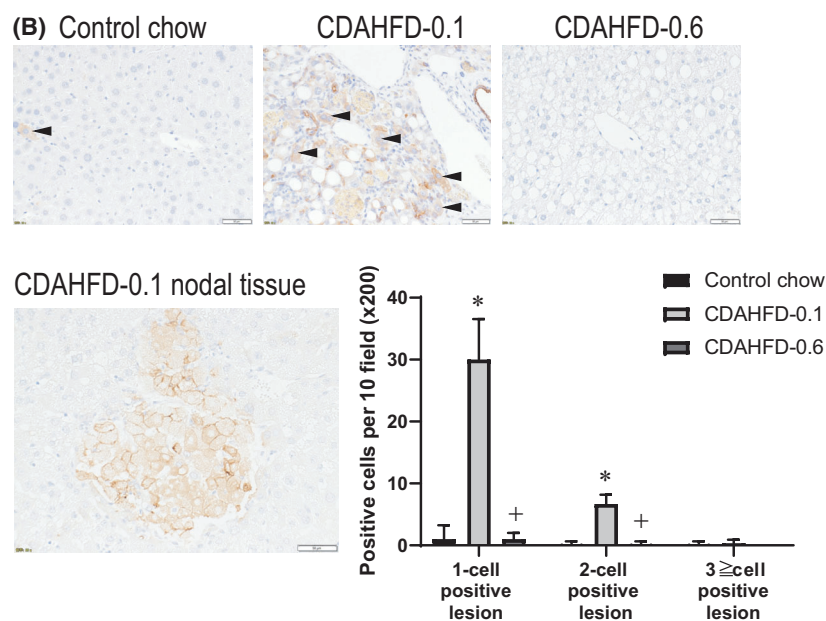 (B) Control chow
CDAHFD-0.1
CDAHFD-0.6
CDAHFD-0.1 nodal tissue
Control chow
CDAHFD-0.1
CDAHFD-0.6
Positive cells per 10 field (x200)
40
30
20
10
0
*
+
*
+
1-cell
positive
lesion
2-cell
positive
lesion
3≧cell
positive
lesion